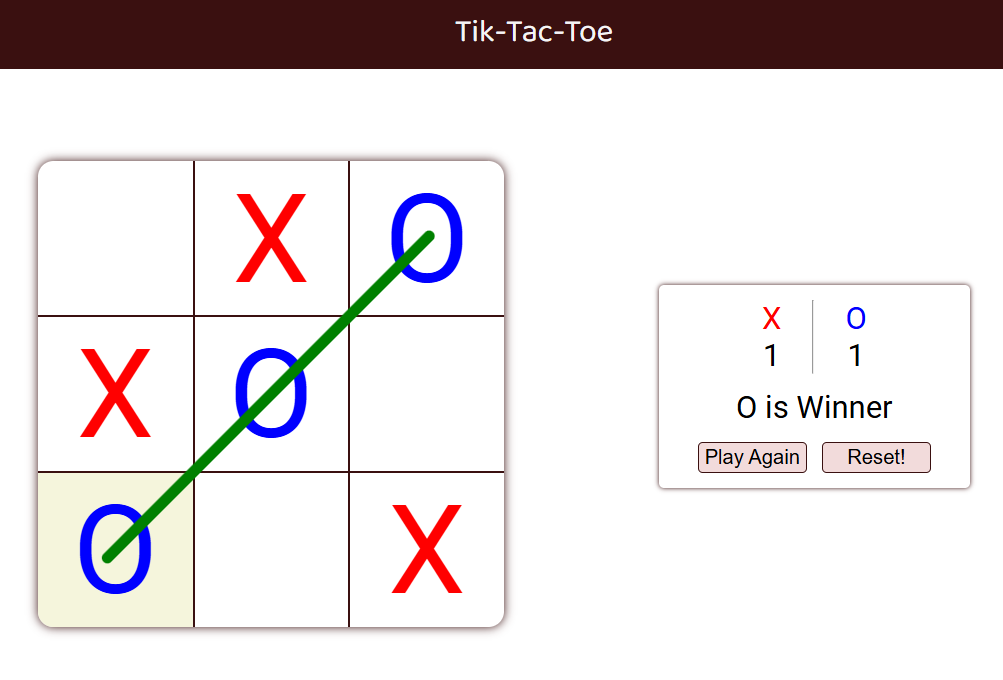 Tik-Tac-Toe
X O
X O
O X
X O
1 1
O is Winner
Play Again Reset!